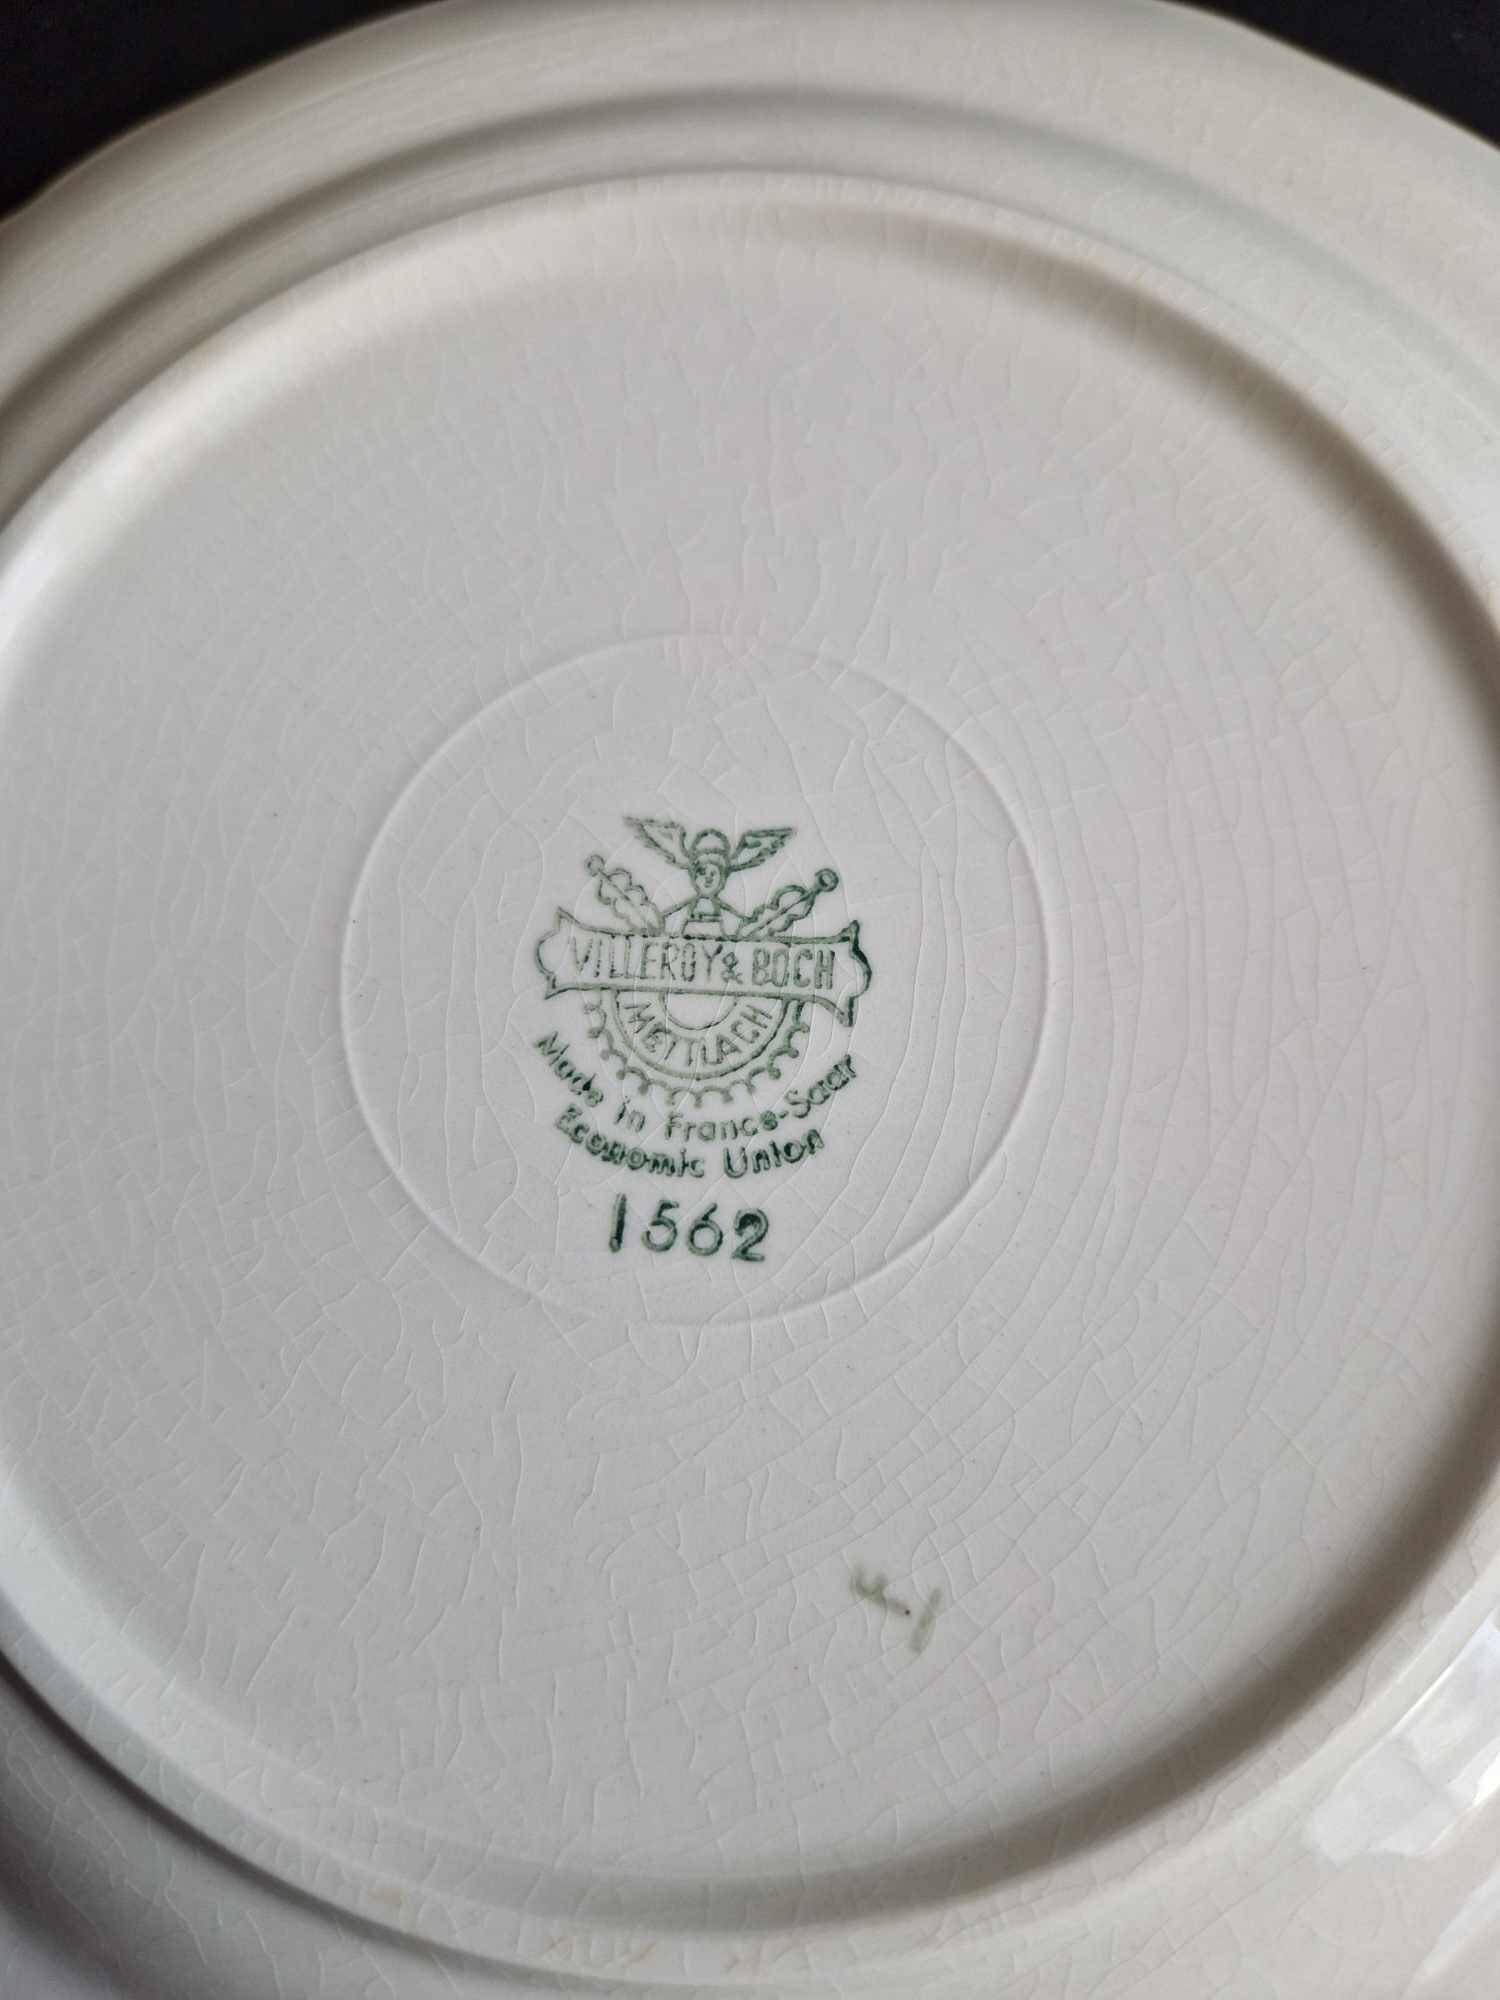 VILLEROY & BOCH
METTLACH
Made in France-Saar
Economic Union
1562